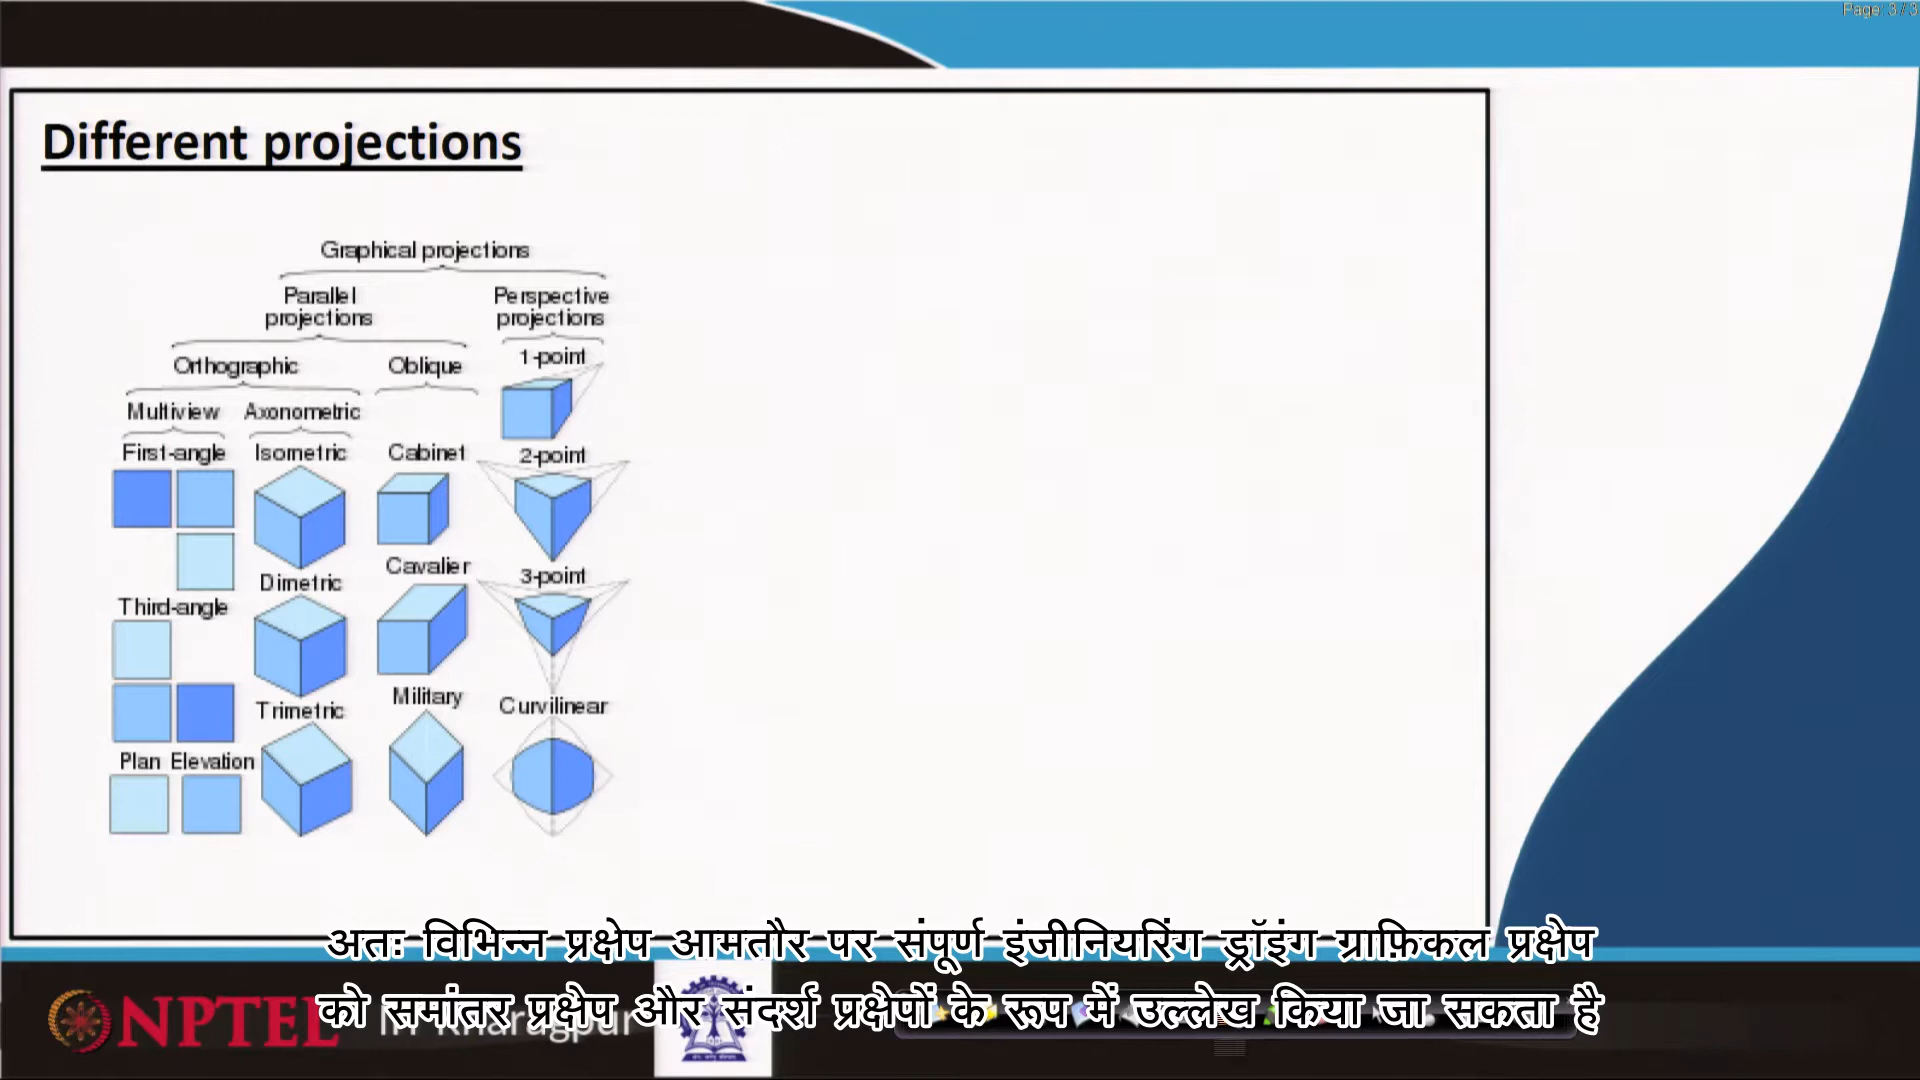 Page: 3 / 3
Different projections
Graphical projections
Parallel projections
Perspective projections
Orthographic
Oblique
1-point
Multiview
Axonometric
First-angle
Isometric
Cabinet
2-point
Dimetric
Cavalier
3-point
Third-angle
Trimetric
Military
Curvilinear
Plan
Elevation
अतः विभिन्न प्रक्षेप आमतौर पर संपूर्ण इंजीनियरिंग ड्रॉइंग ग्राफ़िकल प्रक्षेप
को समांतर प्रक्षेप और संदर्श प्रक्षेपों के रूप में उल्लेख किया जा सकता है
NPTEL
IIT Kharagpur